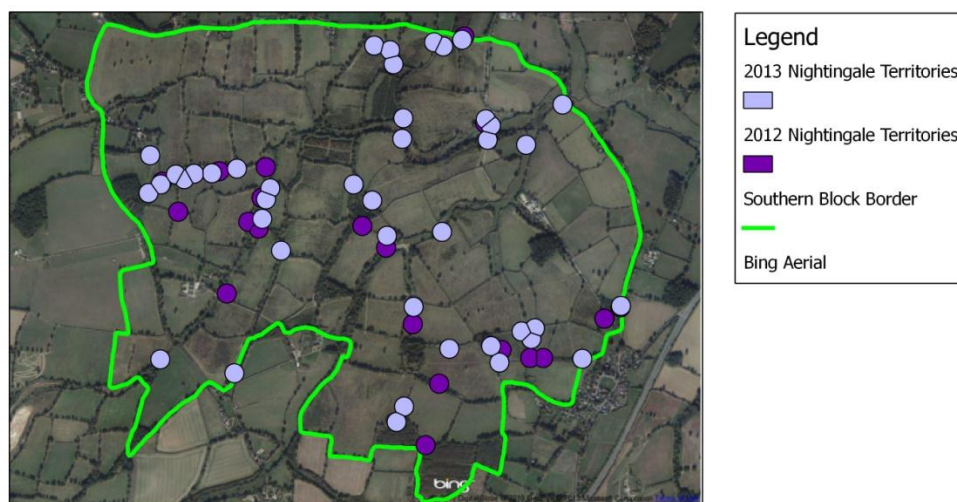 Legend
2013 Nightingale Territories
2012 Nightingale Territories
Southern Block Border
Bing Aerial
bing